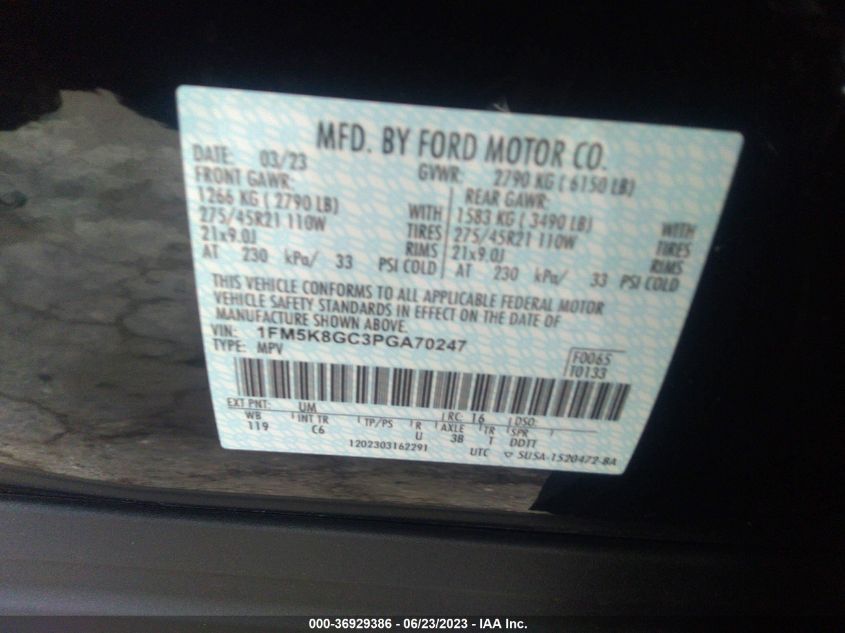 MFD. BY FORD MOTOR CO.
DATE: 03/23 GVWR: 2790 KG ( 6150 LB)
FRONT GAWR: REAR GAWR:
1266 KG ( 2790 LB) WITH 1583 KG ( 3490 LB) WITH
275/45R21 110W TIRES 275/45R21 110W TIRES
21x9.0J RIMS 21x9.0J RIMS
AT 230 kPa/ 33 PSI COLD AT 230 kPa/ 33 PSI COLD
THIS VEHICLE CONFORMS TO ALL APPLICABLE FEDERAL MOTOR
VEHICLE SAFETY STANDARDS IN EFFECT ON THE DATE OF
MANUFACTURE SHOWN ABOVE.
VIN: 1FM5K8GC3PGA70247
TYPE: MPV
F0065
T0133
EXT PNT: UM RC: 16 DSO:
WB INT TR TP/PS R AXLE TR SPR
119 C6 U 3B T DDTT
1202303162291 UTC SUSA-1520472-BA
000-36929386 - 06/23/2023 - IAA Inc.